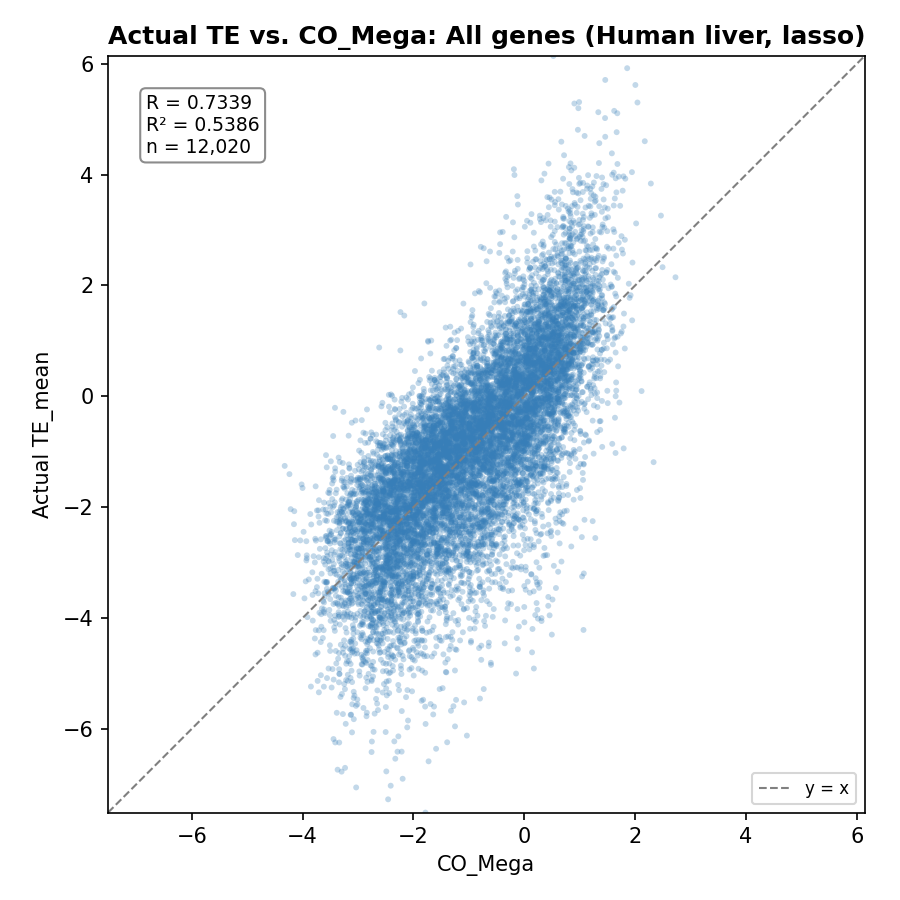 Actual TE vs. CO_Mega: All genes (Human liver, lasso)
R = 0.7339
R² = 0.5386
n = 12,020
Actual TE_mean
6
4
2
0
−2
−4
−6
y = x
−6
−4
−2
0
2
4
6
CO_Mega